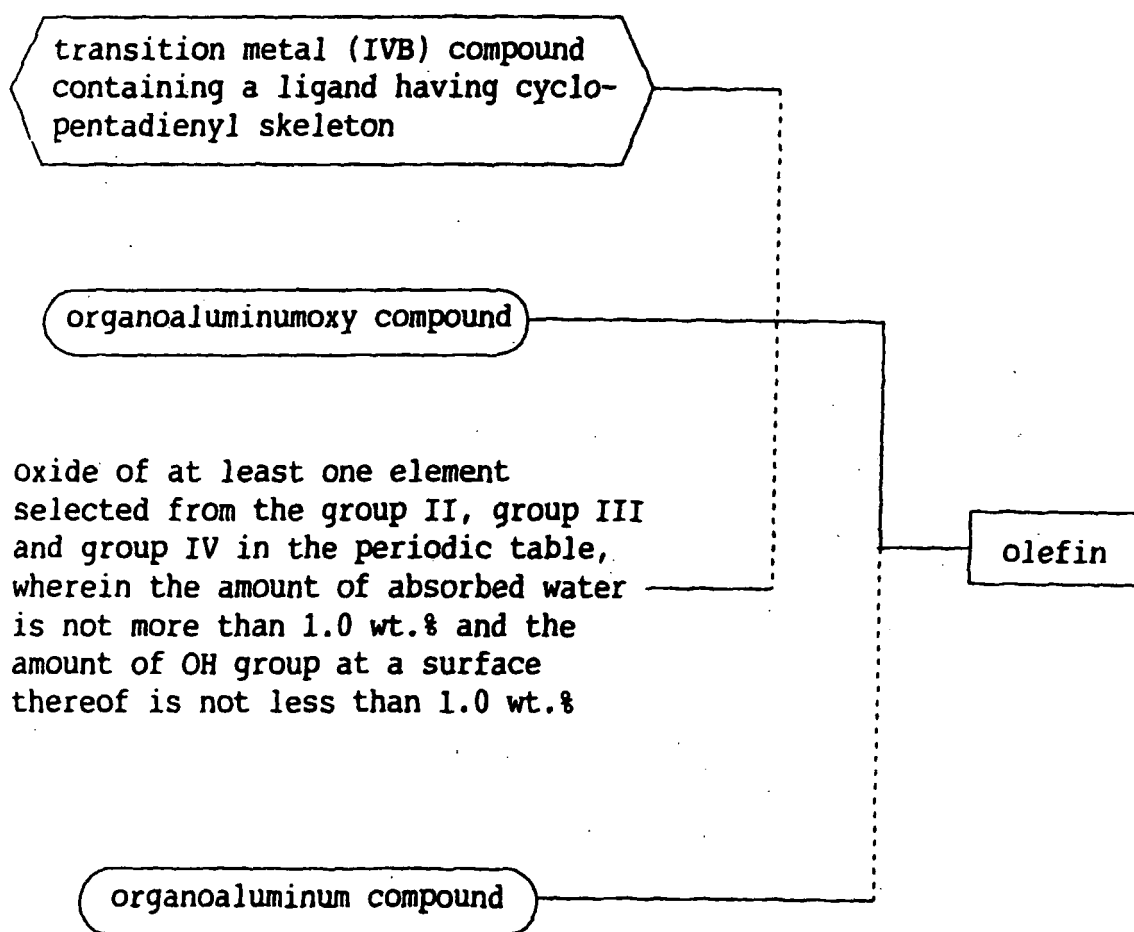 transition metal (IVB) compound
containing a ligand having cyclo-
pentadienyl skeleton
organoaluminumoxy compound
oxide of at least one element
selected from the group II, group III
and group IV in the periodic table,
wherein the amount of absorbed water
is not more than 1.0 wt.% and the
amount of OH group at a surface
thereof is not less than 1.0 wt.%
olefin
organoaluminum compound